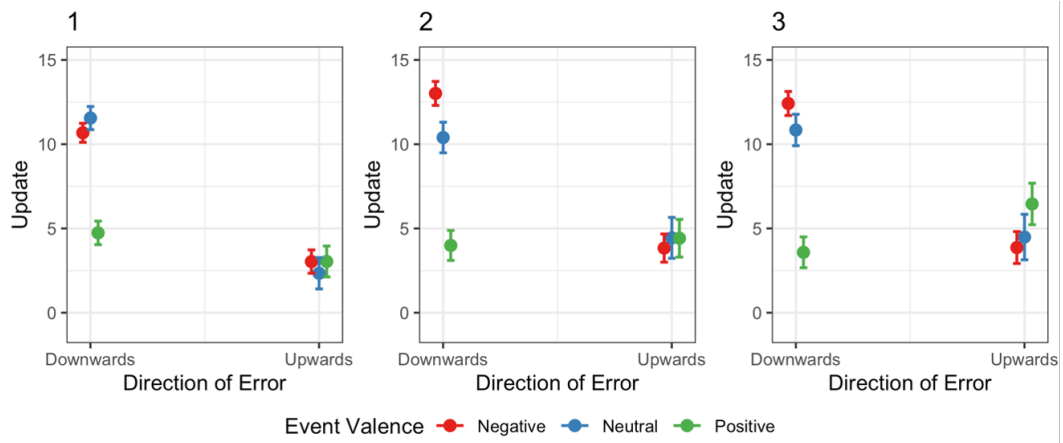 1
2
3
15
10
5
0
Update
Downwards
Upwards
Direction of Error
15
10
5
0
Update
Downwards
Upwards
Direction of Error
15
10
5
0
Update
Downwards
Upwards
Direction of Error
Event Valence Negative Neutral Positive